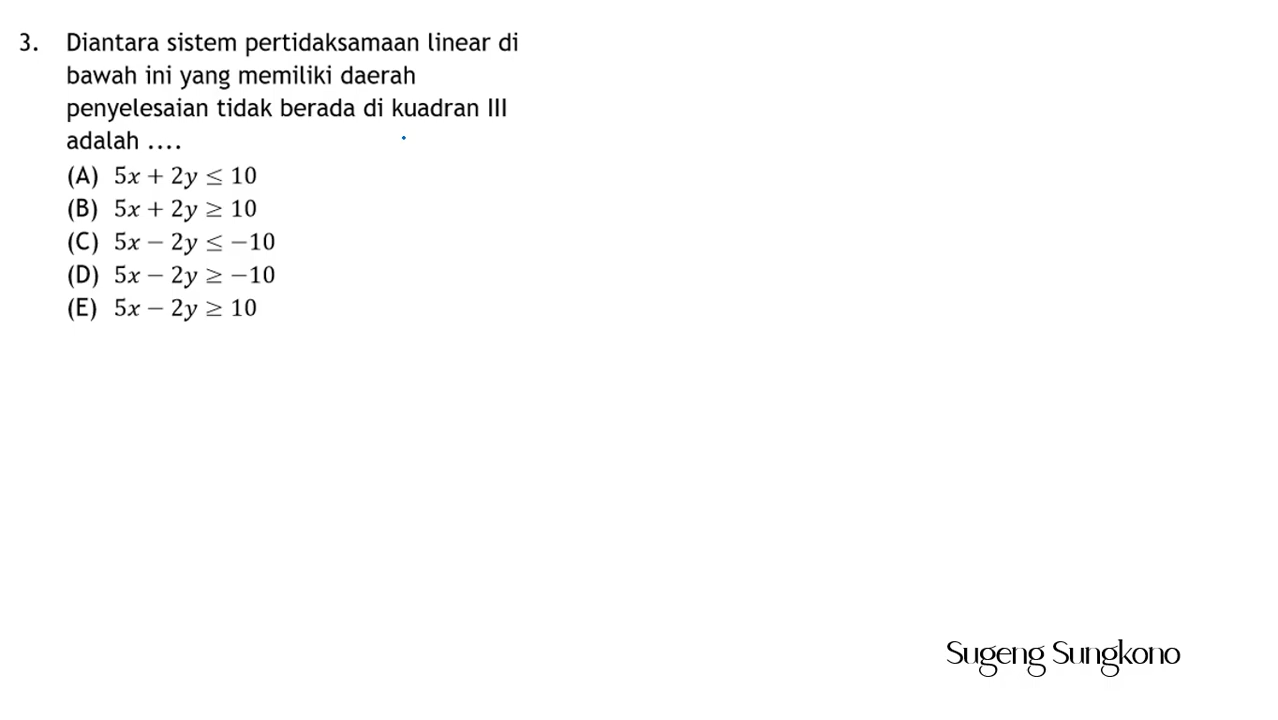 3. Diantara sistem pertidaksamaan linear di
bawah ini yang memiliki daerah
penyelesaian tidak berada di kuadran III
adalah ....
(A) 5x + 2y ≤ 10
(B) 5x + 2y ≥ 10
(C) 5x − 2y ≤ −10
(D) 5x − 2y ≥ −10
(E) 5x − 2y ≥ 10
Sugeng Sungkono